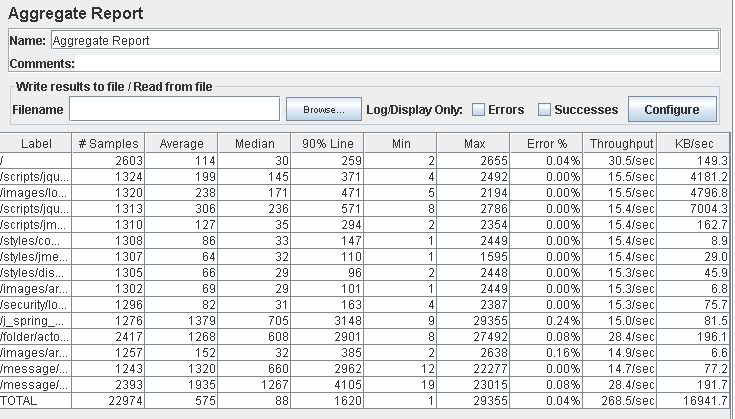 Aggregate Report
Name: Aggregate Report
Comments:
Write results to file / Read from file
Filename Browse... Log/Display Only: Errors Successes Configure
Label # Samples Average Median 90% Line Min Max Error % Throughput KB/sec
/ 2603 114 30 259 2 2655 0.04% 30.5/sec 149.3
/scripts/jqu... 1324 199 145 371 4 2492 0.00% 15.5/sec 4181.2
/images/lo... 1320 238 171 471 5 2194 0.00% 15.5/sec 4796.8
/scripts/jqu... 1313 306 236 571 8 2786 0.00% 15.4/sec 7004.3
/scripts/jm... 1310 127 35 294 2 2354 0.00% 15.4/sec 162.7
/styles/co... 1308 86 33 147 1 2449 0.00% 15.4/sec 8.9
/styles/jme... 1307 64 32 110 1 1595 0.00% 15.4/sec 29.0
/styles/dis... 1305 66 29 96 2 2448 0.00% 15.3/sec 45.9
/images/ar... 1302 69 29 101 1 2449 0.00% 15.3/sec 6.8
/security/lo... 1296 82 31 163 4 2387 0.00% 15.3/sec 75.7
/j_spring_... 1276 1379 705 3148 9 29355 0.24% 15.0/sec 81.5
/folder/acto... 2417 1268 608 2901 8 27492 0.08% 28.4/sec 196.1
/images/ar... 1257 152 32 385 2 2638 0.16% 14.9/sec 6.6
/message/... 1243 1320 660 2962 12 22277 0.00% 14.7/sec 77.2
/message/... 2393 1935 1267 4105 19 23015 0.08% 28.4/sec 191.7
TOTAL 22974 575 88 1620 1 29355 0.04% 268.5/sec 16941.7